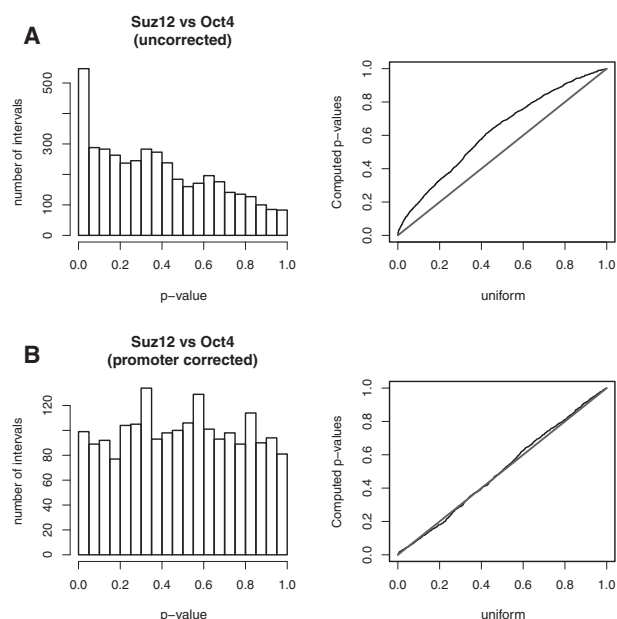 A
Suz12 vs Oct4
(uncorrected)
number of intervals
0 100 300 500
0.0 0.2 0.4 0.6 0.8 1.0
p−value
Computed p−values
0.0 0.2 0.4 0.6 0.8 1.0
0.0 0.2 0.4 0.6 0.8 1.0
uniform
B
Suz12 vs Oct4
(promoter corrected)
number of intervals
0 20 40 60 80 120
0.0 0.2 0.4 0.6 0.8 1.0
p−value
Computed p−values
0.0 0.2 0.4 0.6 0.8 1.0
0.0 0.2 0.4 0.6 0.8 1.0
uniform